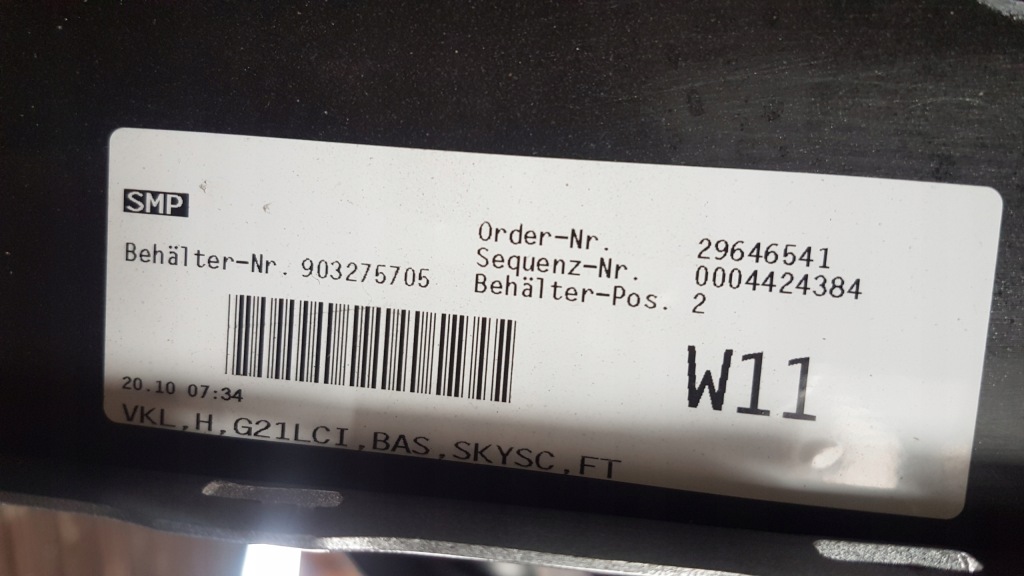 SMP
Behälter-Nr. 903275705
Order-Nr. 29646541
Sequenz-Nr. 0004424384
Behälter-Pos. 2
W11
20.10 07:34
VKL,H,G21LCI,BAS,SKYSC,FT